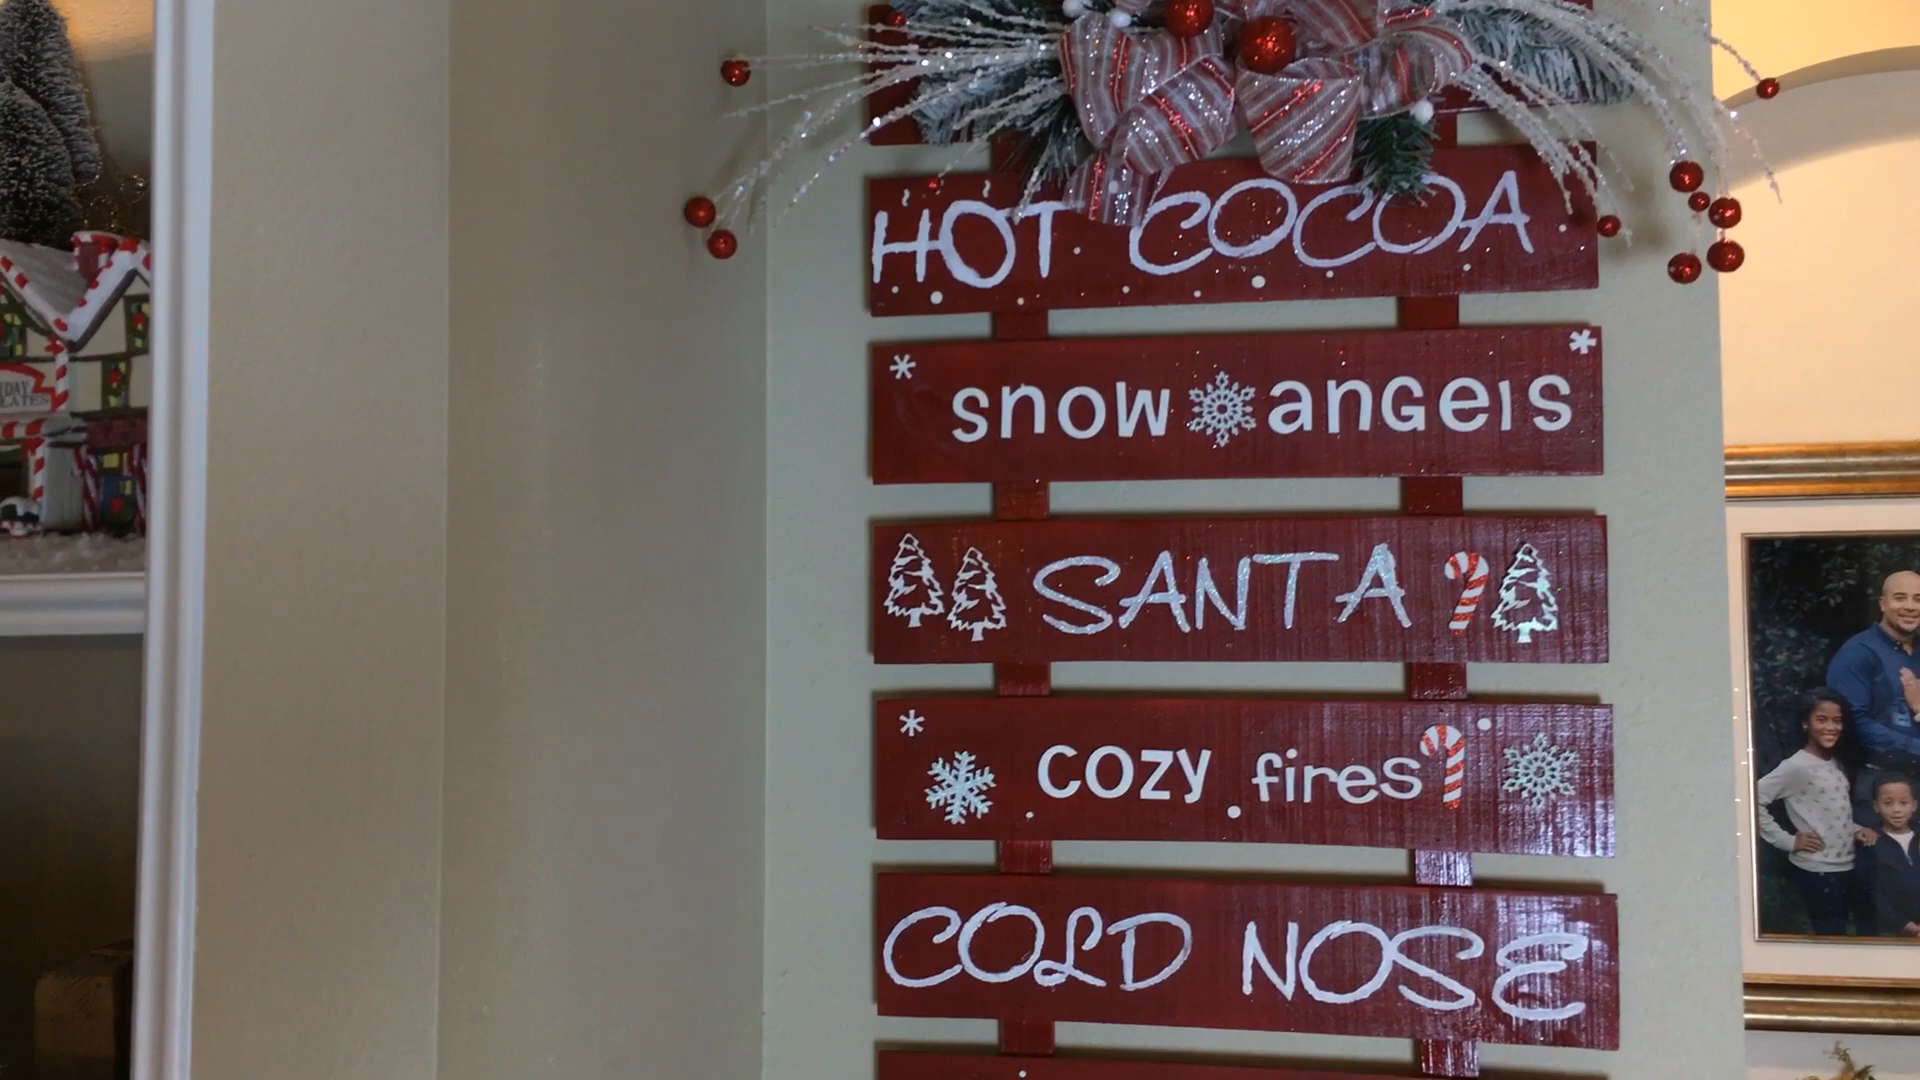 HOT COCOA
snow angels
SANTA
cozy fires
COLD NOSE